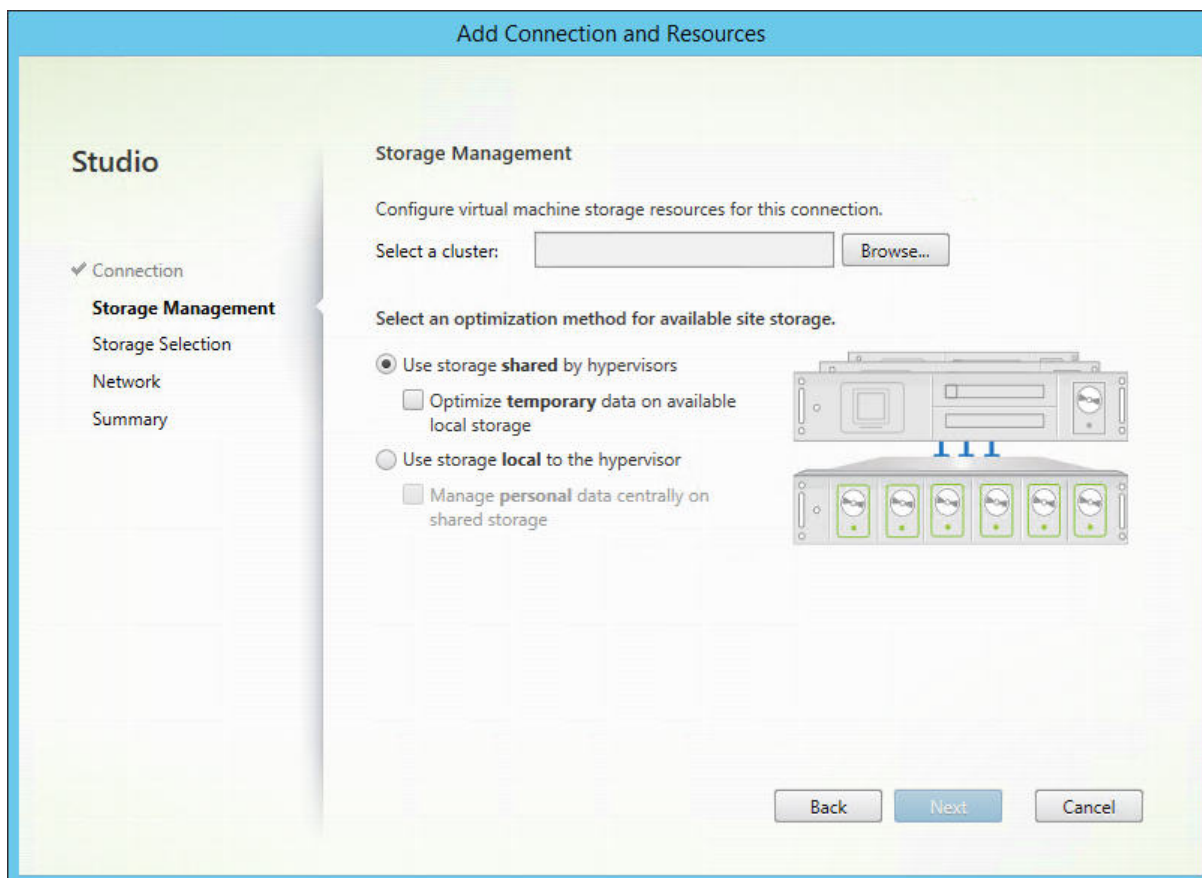 Add Connection and Resources
Studio
Connection
Storage Management
Storage Selection
Network
Summary
Storage Management
Configure virtual machine storage resources for this connection.
Select a cluster:
Browse...
Select an optimization method for available site storage.
Use storage shared by hypervisors
Optimize temporary data on available
local storage
Use storage local to the hypervisor
Manage personal data centrally on
shared storage
Back
Next
Cancel